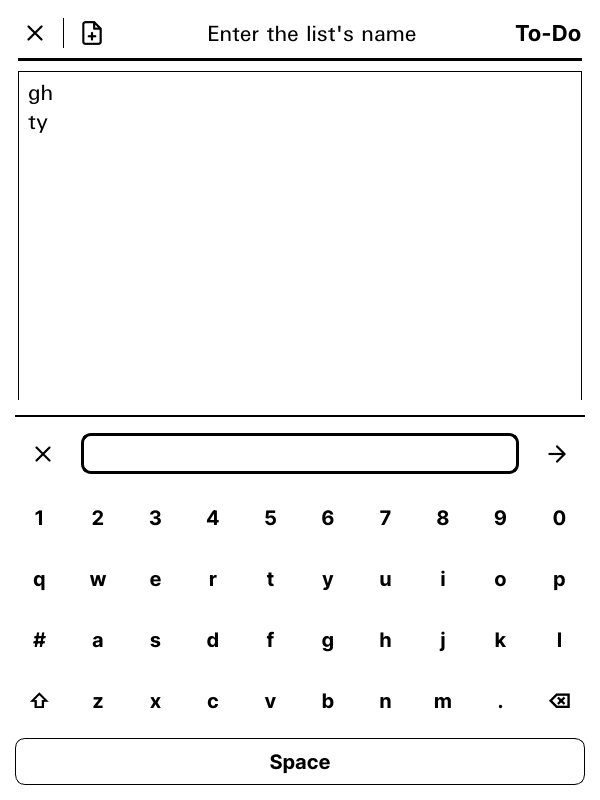 Enter the list's name
To-Do
gh
ty
1 2 3 4 5 6 7 8 9 0
q w e r t y u i o p
# a s d f g h j k l
z x c v b n m .
Space